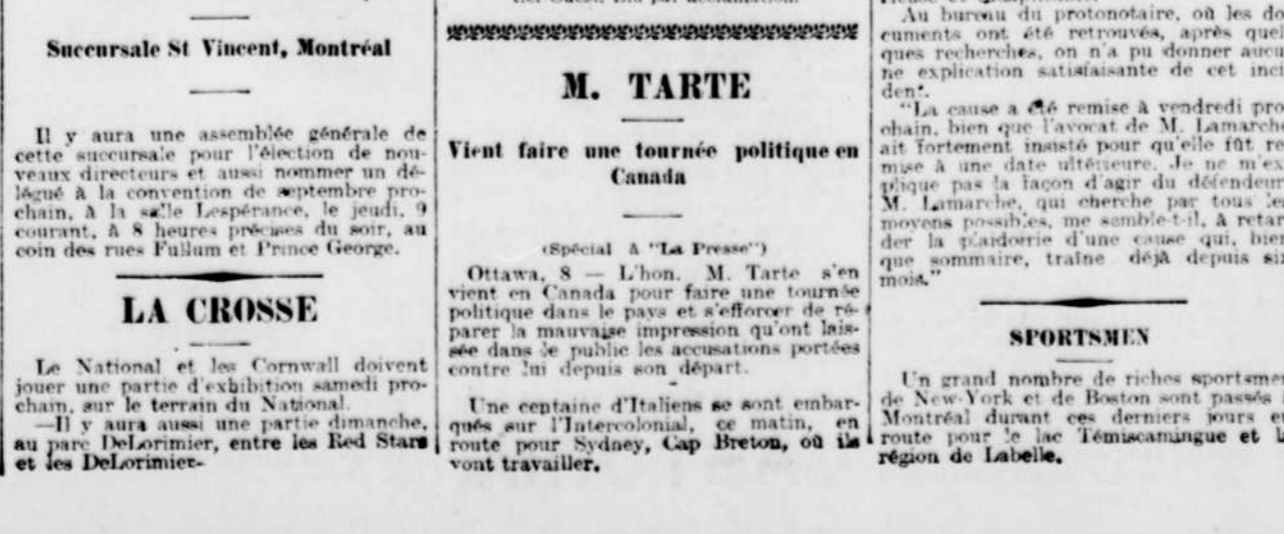 Succursale St Vincent, Montréal
Il y aura une assemblée générale de
cette succursale pour l'élection de nou-
veaux directeurs et aussi nommer un dé-
légué à la convention de septembre pro-
chain, à la salle Lespérance, le jeudi, 9
courant, à 8 heures précises du soir, au
coin des rues Fullum et Prince George.
LA CROSSE
Le National et les Cornwall doivent
jouer une partie d'exhibition samedi pro-
chain, sur le terrain du National.
—Il y aura aussi une partie dimanche,
au parc DeLorimier, entre les Red Stars
et les DeLorimier-
M. TARTE
Vient faire une tournée politique en
Canada
(Spécial à "La Presse")
Ottawa, 8 — L'hon. M. Tarte s'en
vient en Canada pour faire une tournée
politique dans le pays et s'efforcer de ré-
parer la mauvaise impression qu'ont lais-
sée dans le public les accusations portées
contre lui depuis son départ.
Une centaine d'Italiens se sont embar-
qués sur l'Intercolonial, ce matin, en
route pour Sydney, Cap Breton, où ils
vont travailler.
Au bureau du protonotaire, où les do
cuments ont été retrouvés, après quel
ques recherches, on n'a pu donner aucu
ne explication satisfaisante de cet inci
dent.
"La cause a été remise à vendredi pro
chain, bien que l'avocat de M. Lamarche
ait fortement insisté pour qu'elle fût re
mise à une date ultérieure. Je ne m'ex
plique pas la façon d'agir du défendeur
M. Lamarche, qui cherche par tous les
moyens possibles, me semble-t-il, à retar
der la plaidoirie d'une cause qui, bien
que sommaire, traîne déjà depuis six
mois."
SPORTSMEN
Un grand nombre de riches sportsmen
de New-York et de Boston sont passés
Montréal durant ces derniers jours en
route pour le lac Témiscamingue et
région de Labelle.